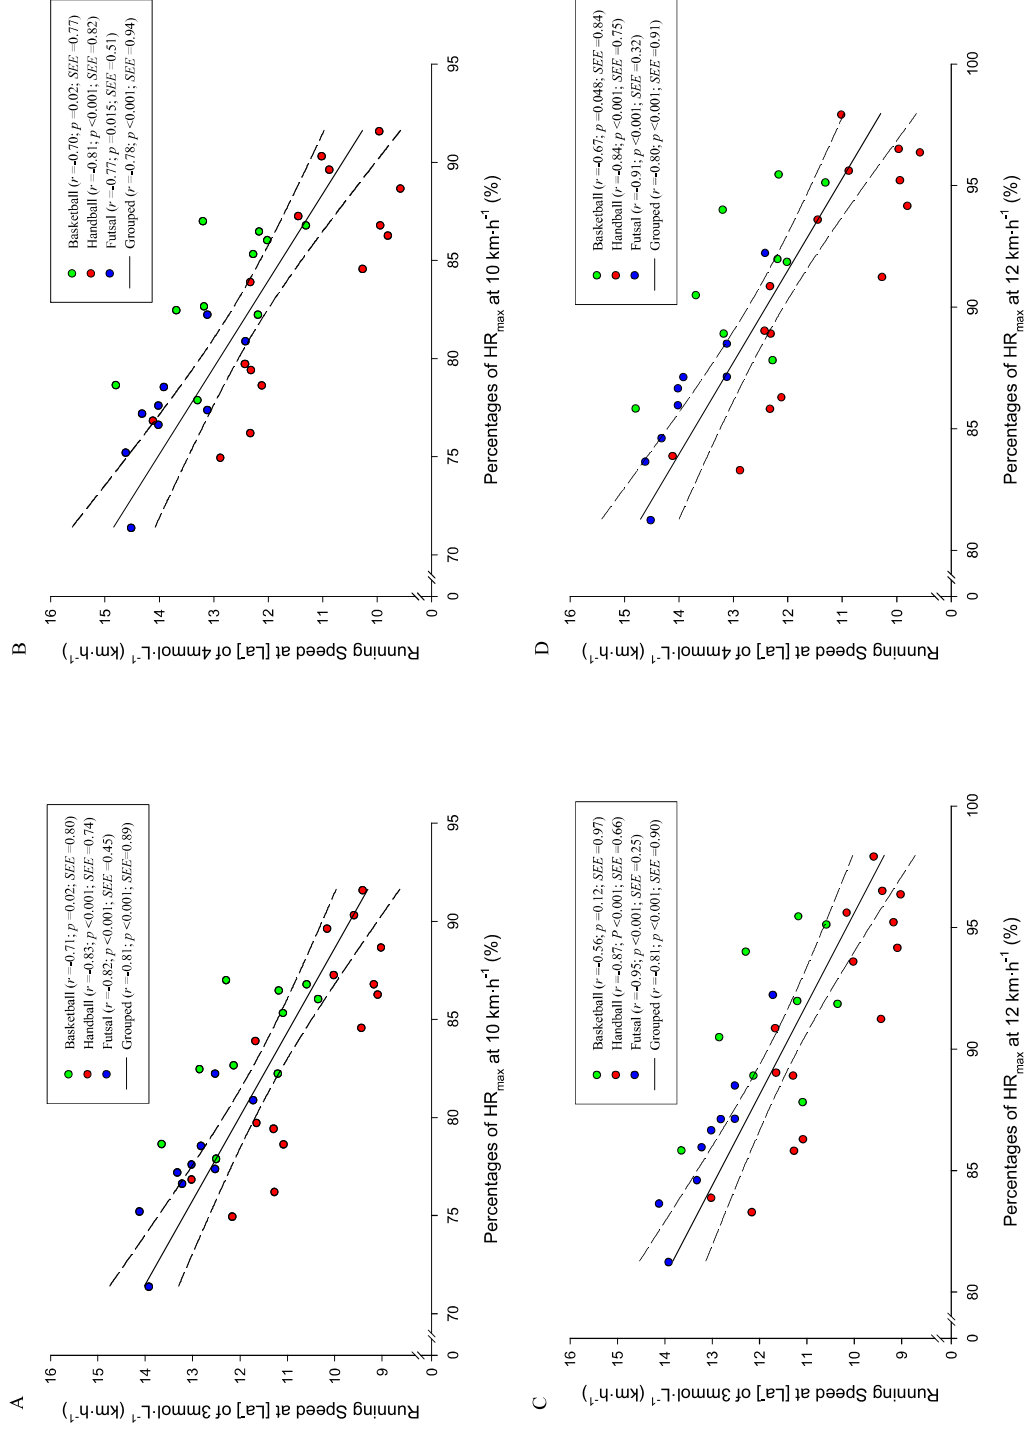 A
Running Speed at [La⁻] of 3mmol·L⁻¹ (km·h⁻¹)
16
15
14
13
12
11
10
9
0
Basketball (r =-0.71; p =0.02; SEE =0.80)
Handball (r =-0.83; p <0.001; SEE =0.74)
Futsal (r =-0.82; p <0.001; SEE =0.45)
Grouped (r =-0.81; p <0.001; SEE=0.89)
0 70 75 80 85 90 95
Percentages of HRmax at 10 km·h⁻¹ (%)
B
Running Speed at [La⁻] of 4mmol·L⁻¹ (km·h⁻¹)
16
15
14
13
12
11
10
0
Basketball (r =-0.70; p =0.02; SEE =0.77)
Handball (r =-0.81; p <0.001; SEE =0.82)
Futsal (r =-0.77; p =0.015; SEE =0.51)
Grouped (r =-0.78; p <0.001; SEE =0.94)
0 70 75 80 85 90 95
Percentages of HRmax at 10 km·h⁻¹ (%)
C
Running Speed at [La⁻] of 3mmol·L⁻¹ (km·h⁻¹)
16
15
14
13
12
11
10
9
0
Basketball (r =-0.56; p =0.12; SEE =0.97)
Handball (r =-0.87; P <0.001; SEE =0.66)
Futsal (r =-0.95; p <0.001; SEE =0.25)
Grouped (r =-0.81; p <0.001; SEE =0.90)
0 80 85 90 95 100
Percentages of HRmax at 12 km·h⁻¹ (%)
D
Running Speed at [La⁻] of 4mmol·L⁻¹ (km·h⁻¹)
16
15
14
13
12
11
10
0
Basketball (r =-0.67; p =0.048; SEE =0.84)
Handball (r =-0.84; p <0.001; SEE =0.75)
Futsal (r =-0.91; p <0.001; SEE =0.32)
Grouped (r =-0.80; p <0.001; SEE =0.91)
0 80 85 90 95 100
Percentages of HRmax at 12 km·h⁻¹ (%)